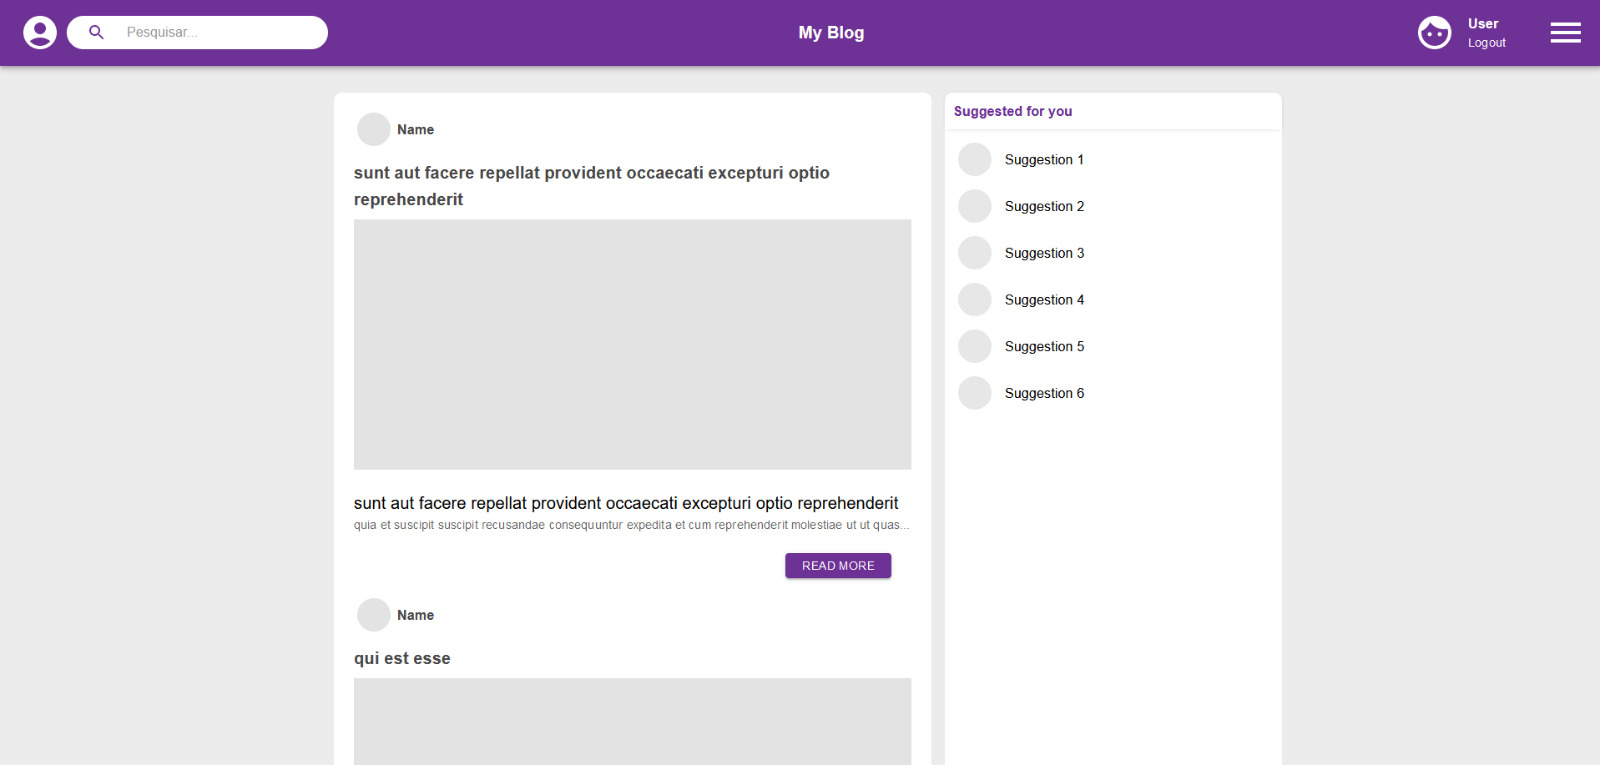 Pesquisar...
My Blog
User
Logout
Name
sunt aut facere repellat provident occaecati excepturi optio
reprehenderit
sunt aut facere repellat provident occaecati excepturi optio reprehenderit
quia et suscipit suscipit recusandae consequuntur expedita et cum reprehenderit molestiae ut ut quas...
READ MORE
Name
qui est esse
Suggested for you
Suggestion 1
Suggestion 2
Suggestion 3
Suggestion 4
Suggestion 5
Suggestion 6